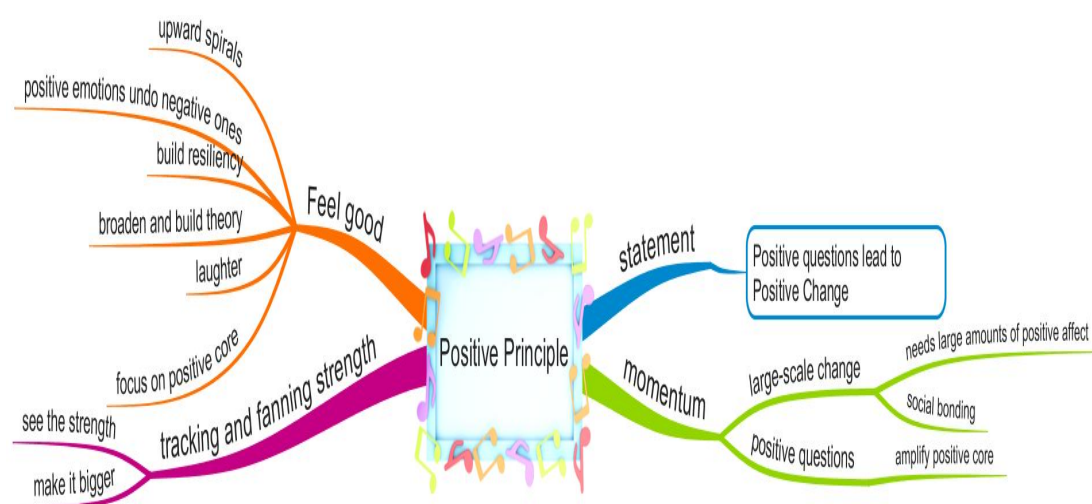 upward spirals
positive emotions undo negative ones
build resiliency
broaden and build theory
laughter
focus on positive core
Feel good
tracking and fanning strength
see the strength
make it bigger
Positive Principle
statement
Positive questions lead to
Positive Change
momentum
large-scale change
needs large amounts of positive affect
social bonding
positive questions
amplify positive core